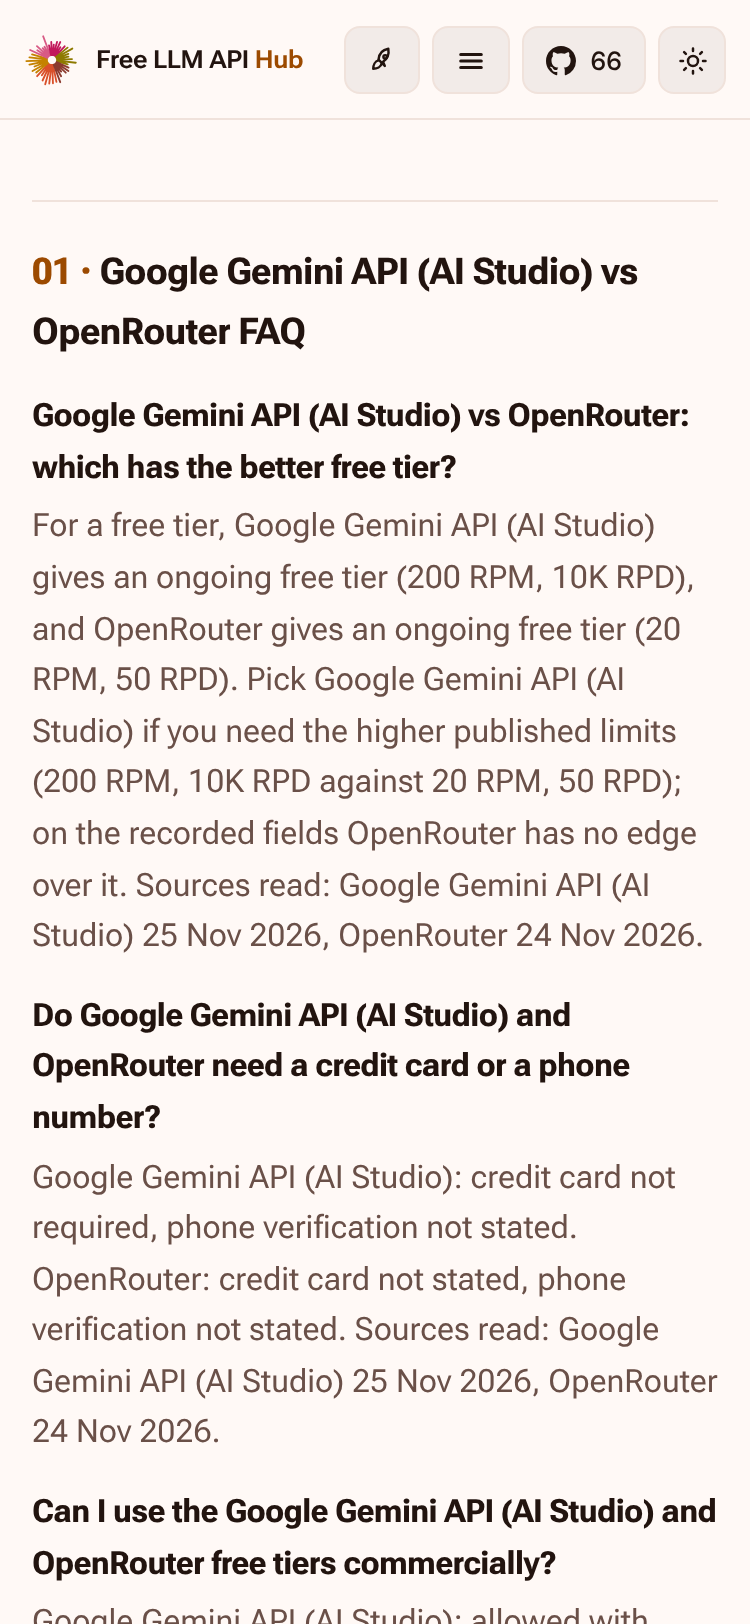 Free LLM API Hub
66
01 · Google Gemini API (AI Studio) vs
OpenRouter FAQ
Google Gemini API (AI Studio) vs OpenRouter:
which has the better free tier?
For a free tier, Google Gemini API (AI Studio)
gives an ongoing free tier (200 RPM, 10K RPD),
and OpenRouter gives an ongoing free tier (20
RPM, 50 RPD). Pick Google Gemini API (AI
Studio) if you need the higher published limits
(200 RPM, 10K RPD against 20 RPM, 50 RPD);
on the recorded fields OpenRouter has no edge
over it. Sources read: Google Gemini API (AI
Studio) 25 Nov 2026, OpenRouter 24 Nov 2026.
Do Google Gemini API (AI Studio) and
OpenRouter need a credit card or a phone
number?
Google Gemini API (AI Studio): credit card not
required, phone verification not stated.
OpenRouter: credit card not stated, phone
verification not stated. Sources read: Google
Gemini API (AI Studio) 25 Nov 2026, OpenRouter
24 Nov 2026.
Can I use the Google Gemini API (AI Studio) and
OpenRouter free tiers commercially?
Google Gemini API (AI Studio): allowed with